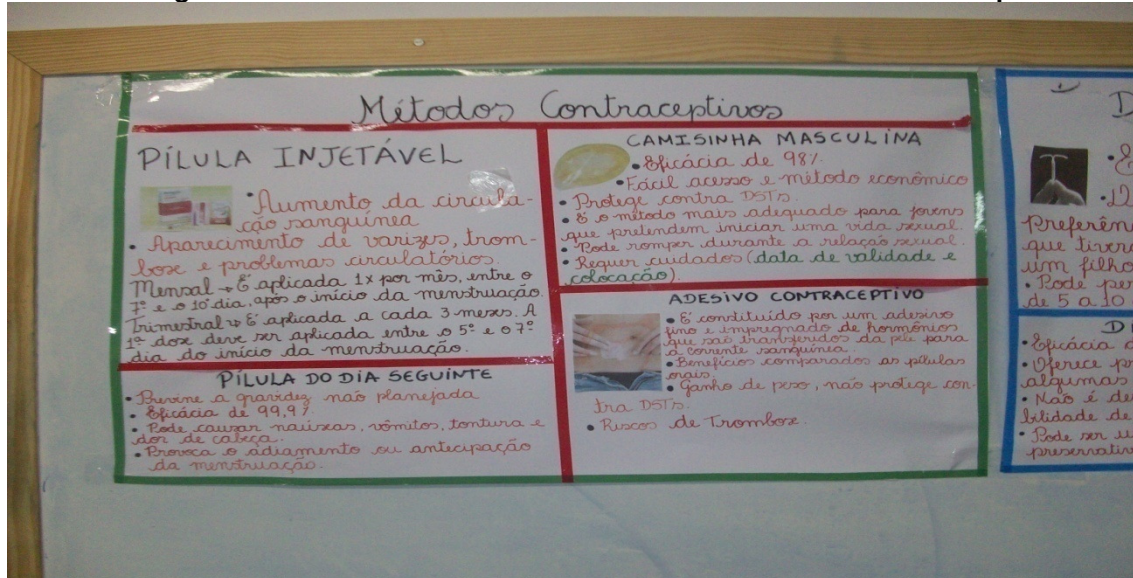 Métodos Contraceptivos
PÍLULA INJETÁVEL
• Aumento da circula-
ção sanguínea
• Aparecimento de varizes, trom-
bose e problemas circulatórios.
Mensal → É aplicada 1x por mês, entre o
7º e o 10º dia, após o início da menstruação.
Trimestral → É aplicada a cada 3 meses. A
1ª dose deve ser aplicada entre o 5º e o 7º
dia do início da menstruação.
PÍLULA DO DIA SEGUINTE
• Previne a gravidez não planejada
• Eficácia de 99,9%
• Pode causar naúseas, vômitos, tontura e
dor de cabeça.
• Provoca o adiamento ou antecipação
da menstruação.
CAMISINHA MASCULINA
• Eficácia de 98%
• Fácil acesso e método econômico
• Protege contra DSTs
• É o método mais adequado para jovens
que pretendem iniciar uma vida sexual.
• Pode romper durante a relação sexual.
• Requer cuidados (data de validade e
colocação).
ADESIVO CONTRACEPTIVO
• É constituído por um adesivo
fino e impregnado de hormônios
que são transferidos da pele para
a corrente sanguínea.
• Benefícios comparados as pílulas
orais.
• Ganho de peso, não protege con-
tra DSTs.
• Riscos de Trombose.
D
• E
Preferên
que tiver
um filho
• Pode per
de 5 a 10
D
• Eficácia
• Oferece pr
algumas
• Não é de
bilidade de
• Pode ser u
preservativ